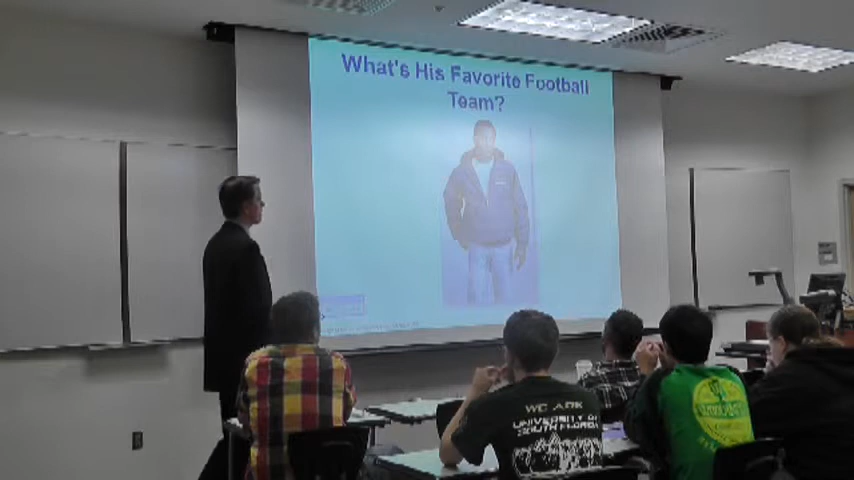 What's His Favorite Football
Team?
WE ARE
UNIVERSITY OF
SOUTH FLORIDA